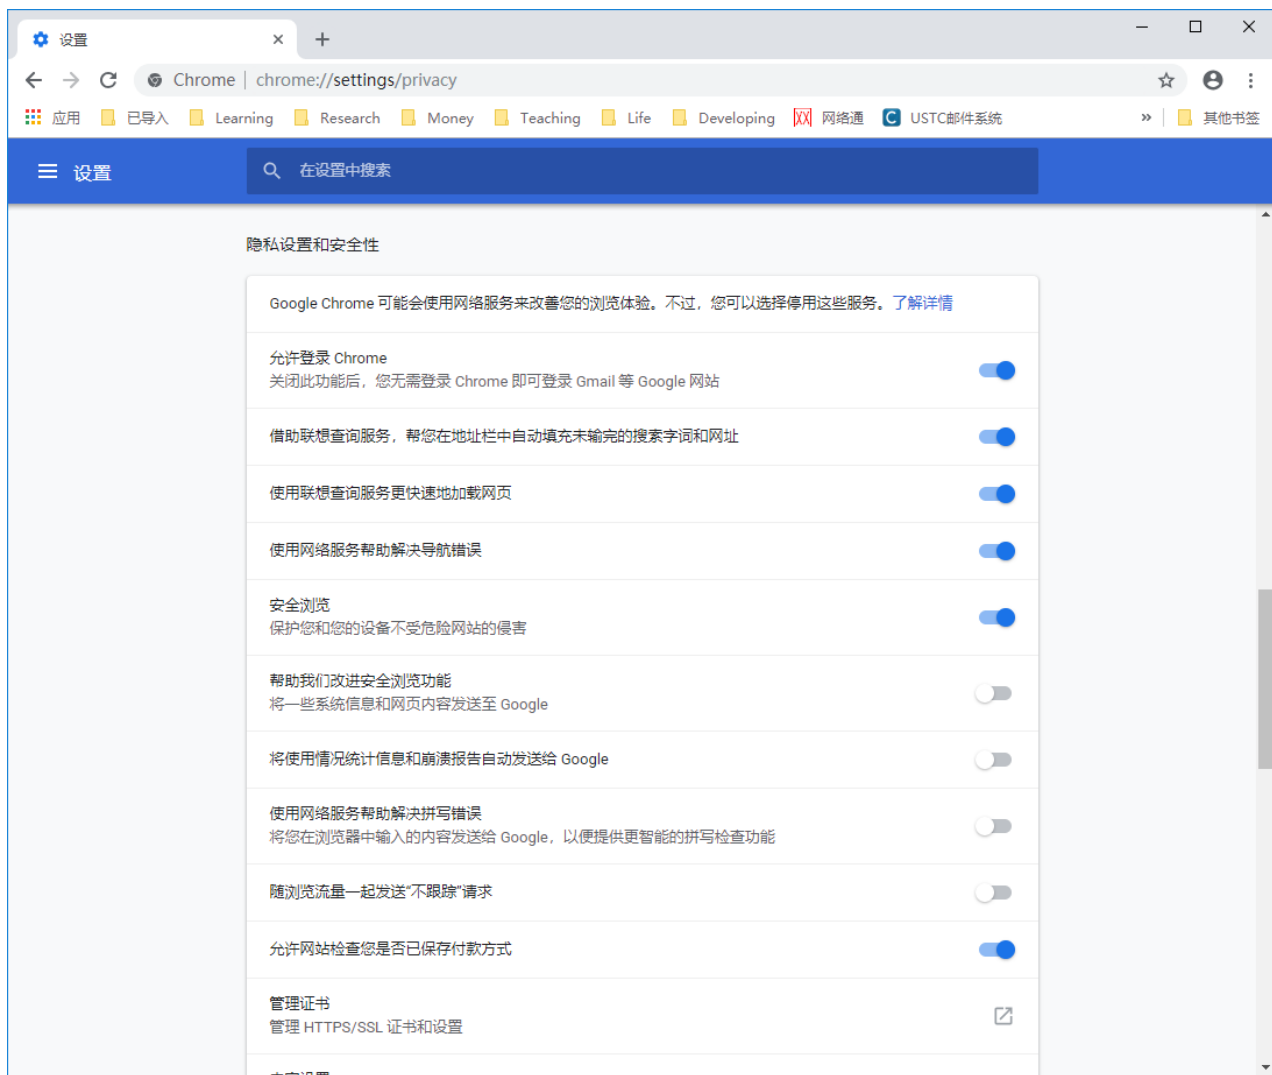 设置
Chrome | chrome://settings/privacy
应用 已导入 Learning Research Money Teaching Life Developing 网络通 USTC邮件系统 » 其他书签
设置 在设置中搜索
隐私设置和安全性
Google Chrome 可能会使用网络服务来改善您的浏览体验。不过，您可以选择停用这些服务。了解详情
允许登录 Chrome
关闭此功能后，您无需登录 Chrome 即可登录 Gmail 等 Google 网站
借助联想查询服务，帮您在地址栏中自动填充未输完的搜索字词和网址
使用联想查询服务更快速地加载网页
使用网络服务帮助解决导航错误
安全浏览
保护您和您的设备不受危险网站的侵害
帮助我们改进安全浏览功能
将一些系统信息和网页内容发送至 Google
将使用情况统计信息和崩溃报告自动发送给 Google
使用网络服务帮助解决拼写错误
将您在浏览器中输入的内容发送给 Google，以便提供更智能的拼写检查功能
随浏览流量一起发送“不跟踪”请求
允许网站检查您是否已保存付款方式
管理证书
管理 HTTPS/SSL 证书和设置